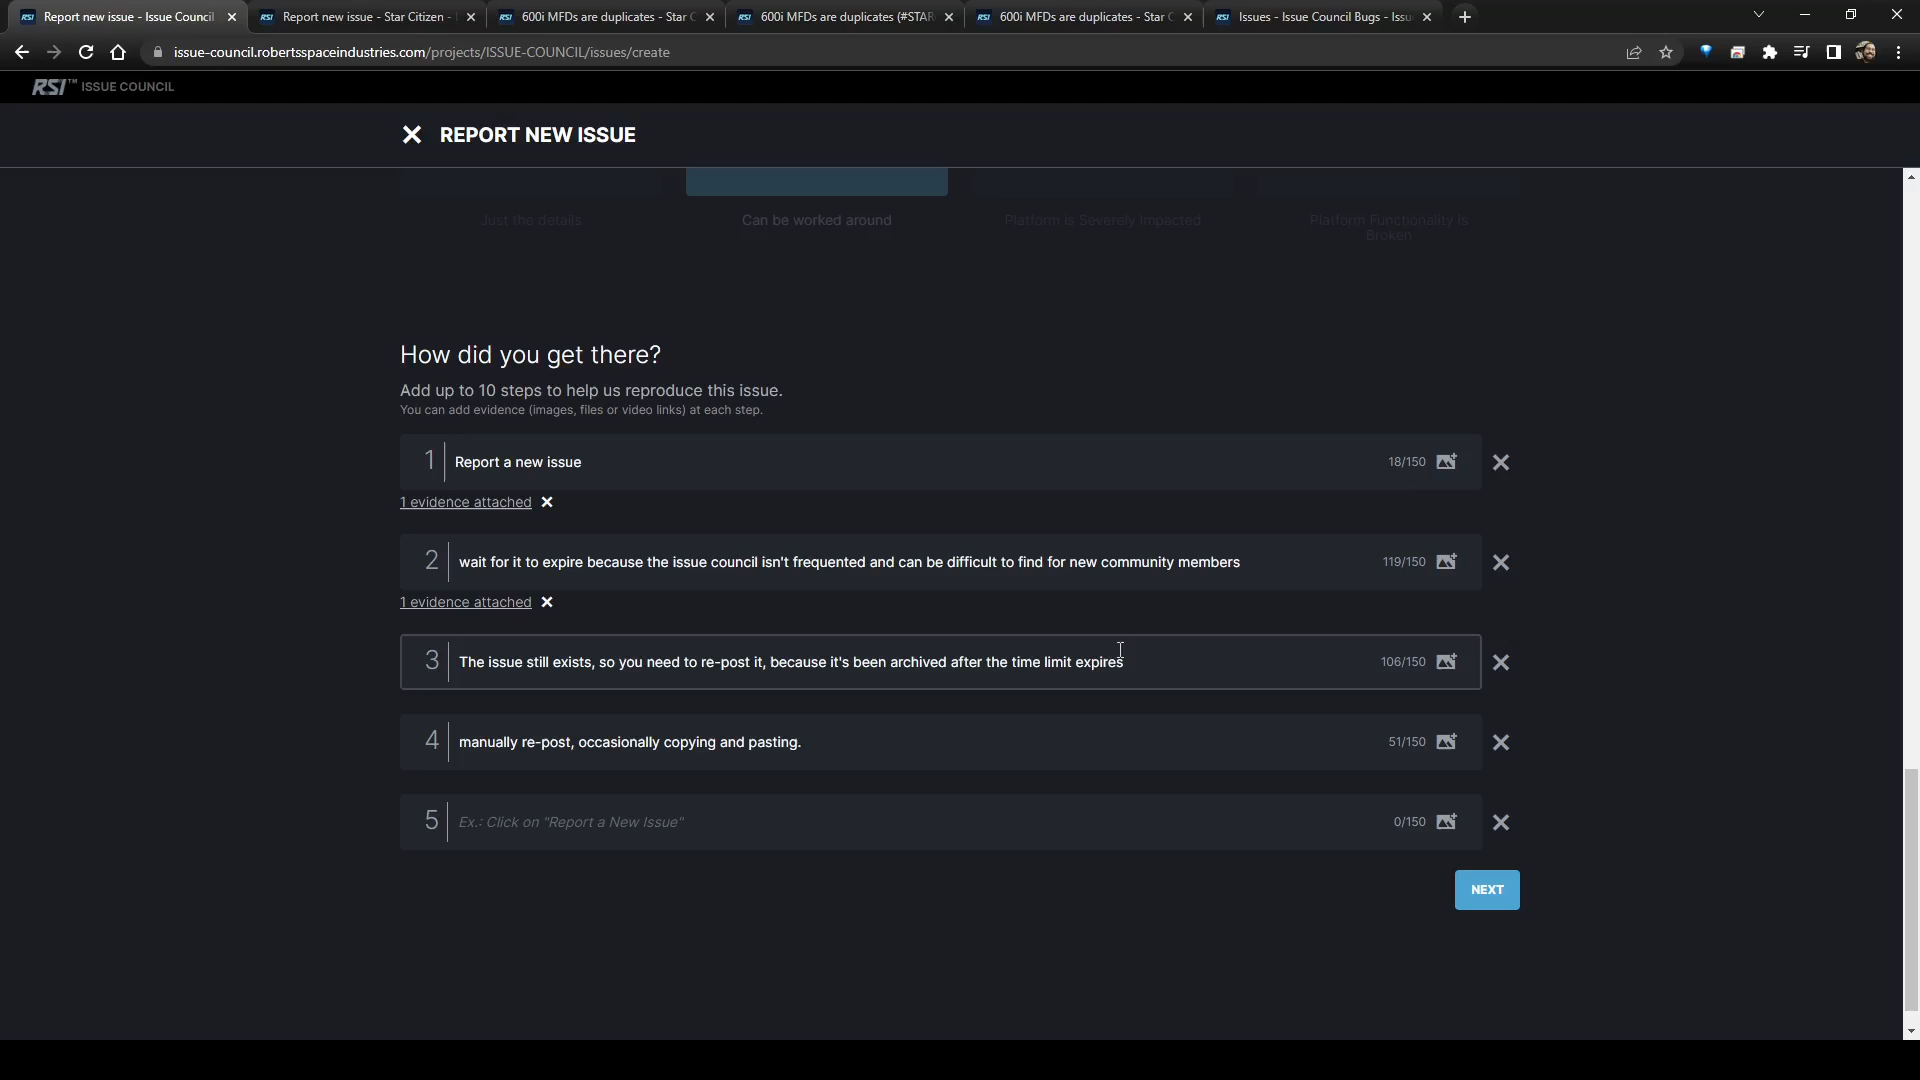 Report new issue - Issue Council
Report new issue - Star Citizen -
600i MFDs are duplicates - Star C
600i MFDs are duplicates (#STAR
600i MFDs are duplicates - Star C
Issues - Issue Council Bugs - Issu
issue-council.robertsspaceindustries.com/projects/ISSUE-COUNCIL/issues/create
RSI™ ISSUE COUNCIL
REPORT NEW ISSUE
Just the details
Can be worked around
Platform is Severely Impacted
Platform Functionality is
Broken
How did you get there?
Add up to 10 steps to help us reproduce this issue.
You can add evidence (images, files or video links) at each step.
1 Report a new issue 18/150
1 evidence attached
2 wait for it to expire because the issue council isn't frequented and can be difficult to find for new community members 119/150
1 evidence attached
3 The issue still exists, so you need to re-post it, because it's been archived after the time limit expires 106/150
4 manually re-post, occasionally copying and pasting. 51/150
5 Ex.: Click on "Report a New Issue" 0/150
NEXT